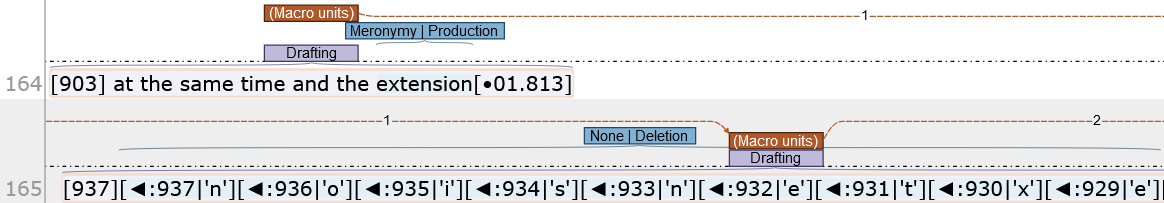 (Macro units)
1
Meronymy | Production
Drafting
164 [903] at the same time and the extension[•01.813]
1
2
None | Deletion
(Macro units)
Drafting
165 [937][◄:937|'n'][◄:936|'o'][◄:935|'i'][◄:934|'s'][◄:933|'n'][◄:932|'e'][◄:931|'t'][◄:930|'x'][◄:929|'e']